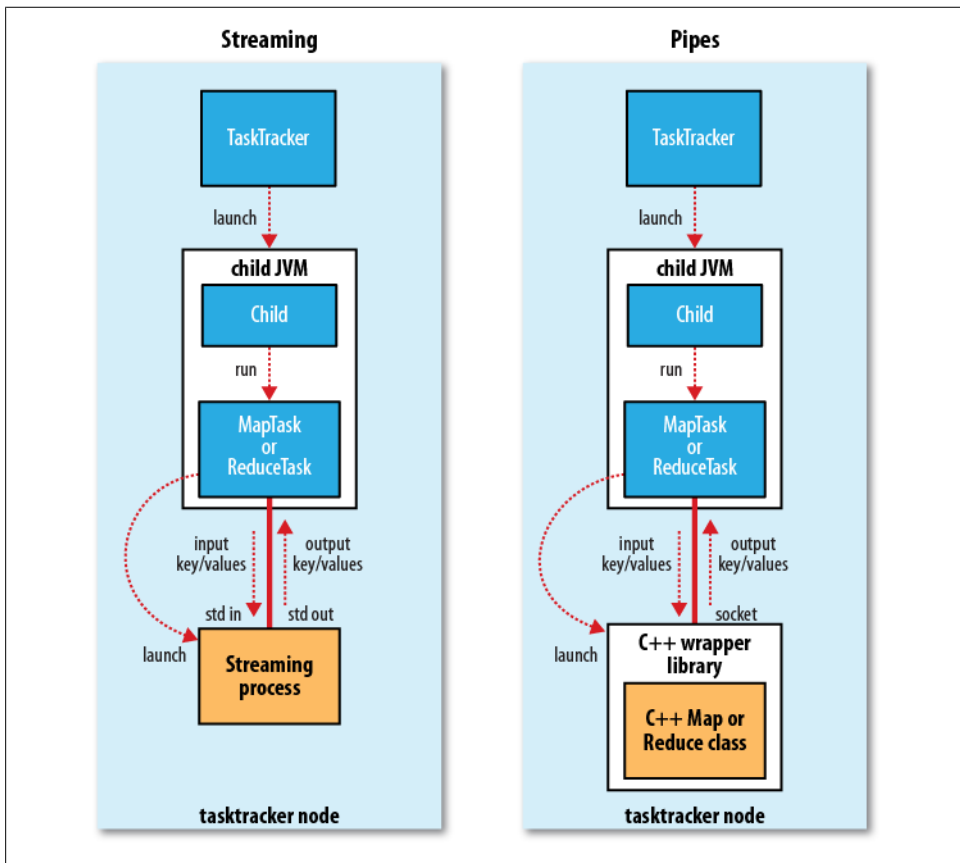 Streaming
TaskTracker
launch
child JVM
Child
run
MapTask
or
ReduceTask
input
key/values
output
key/values
std in
std out
launch
Streaming
process
tasktracker node
Pipes
TaskTracker
launch
child JVM
Child
run
MapTask
or
ReduceTask
input
key/values
output
key/values
socket
launch
C++ wrapper
library
C++ Map or
Reduce class
tasktracker node